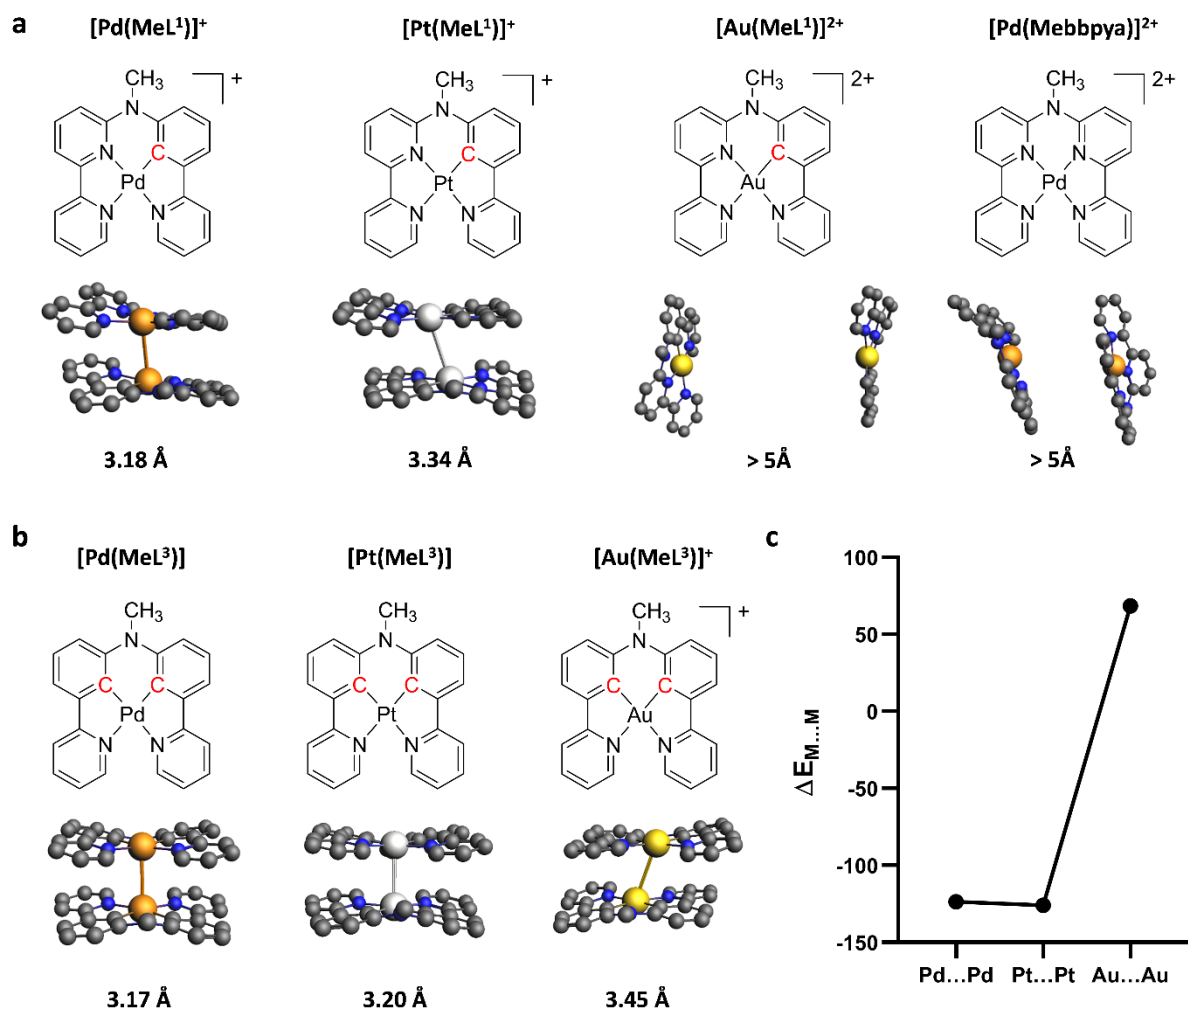 a
[Pd(MeL¹)]⁺ [Pt(MeL¹)]⁺ [Au(MeL¹)]²⁺ [Pd(Mebbpya)]²⁺
CH₃ + CH₃ + CH₃ 2+ CH₃ 2+
N N N N
N C N C N C N N
Pd Pt Au Pd
N N N N N N N N
3.18 Å 3.34 Å > 5Å > 5Å
b c
[Pd(MeL³)] [Pt(MeL³)] [Au(MeL³)]⁺
CH₃ CH₃ CH₃ +
N N N
C C C C C C
Pd Pt Au
N N N N N N
3.17 Å 3.20 Å 3.45 Å
ΔE_M...M
100
50
0
-50
-100
-150
Pd...Pd Pt...Pt Au...Au